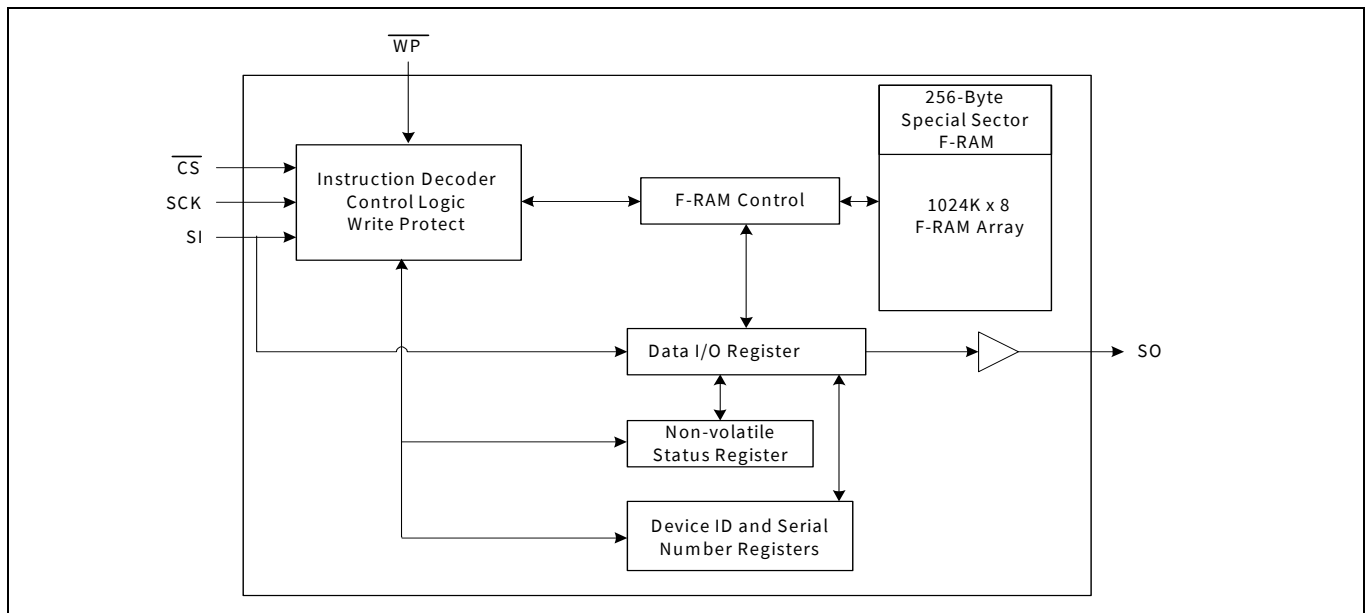 WP
256-Byte
Special Sector
F-RAM
CS
SCK
SI
Instruction Decoder
Control Logic
Write Protect
F-RAM Control
1024K x 8
F-RAM Array
Data I/O Register
SO
Non-volatile
Status Register
Device ID and Serial
Number Registers